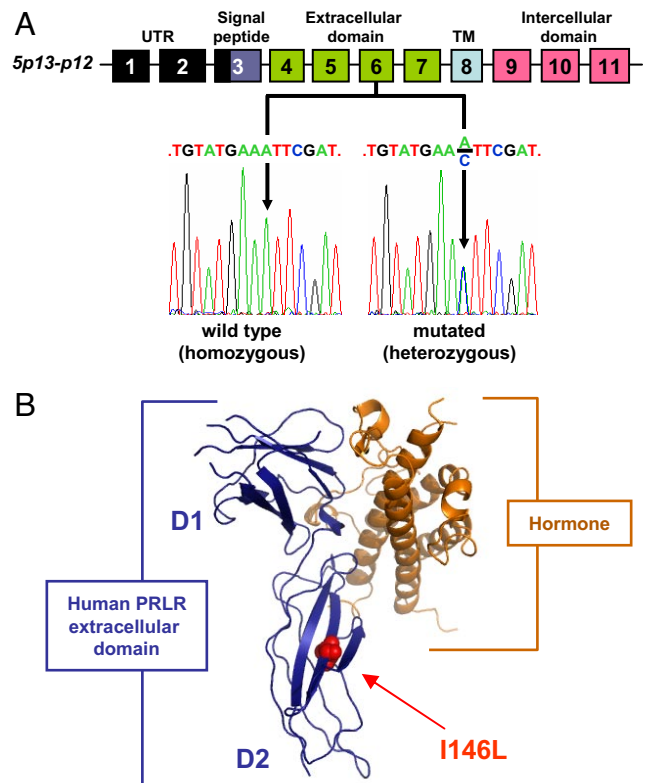 A
UTR
Signal
peptide
Extracellular
domain
TM
Intercellular
domain
5p13-p12
1 2 3 4 5 6 7 8 9 10 11
.TGTATGAAATTCGAT.
.TGTATGAA A/C TTCGAT.
wild type
(homozygous)
mutated
(heterozygous)
B
D1
Hormone
Human PRLR
extracellular
domain
D2
I146L